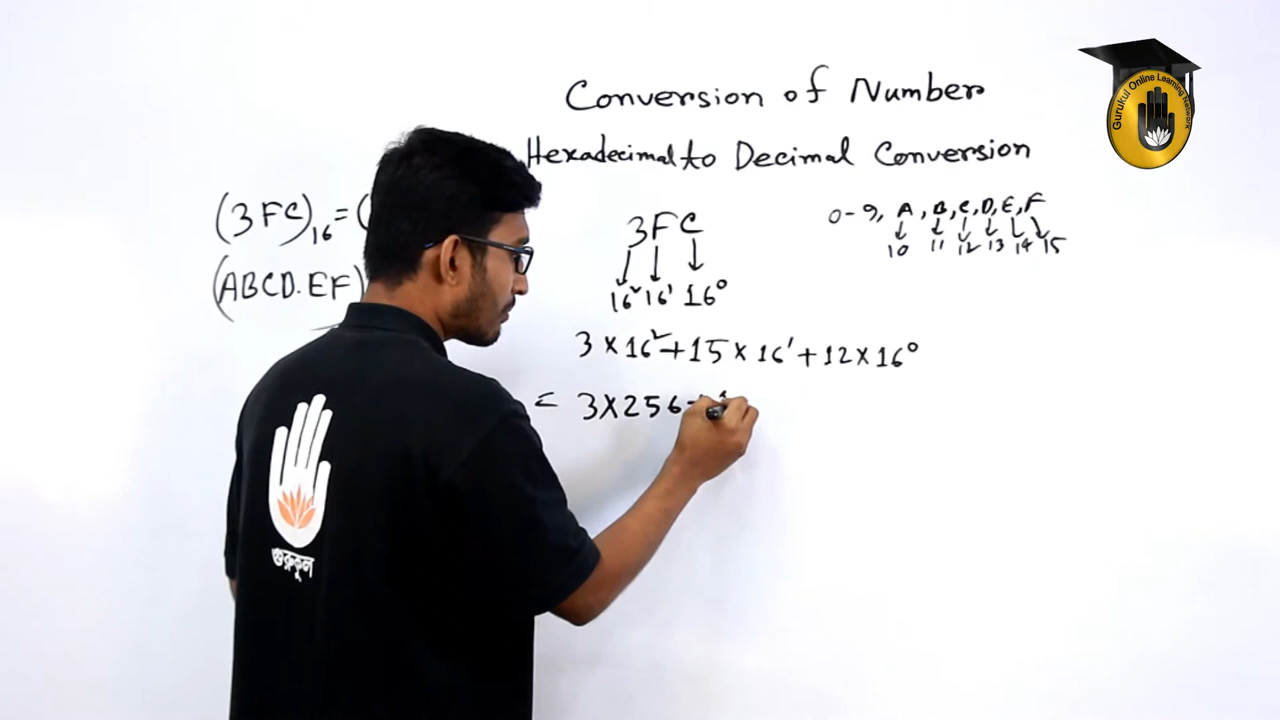 Conversion of Number
Hexadecimal to Decimal Conversion
(3FC)₁₆ = (
(ABCD.EF)
3FC
16² 16¹ 16⁰
0-9, A, B, C, D, E, F
10 11 12 13 14 15
3 × 16² + 15 × 16¹ + 12 × 16⁰
= 3 × 256 +
Gurukul Online Learning Network
গুরুকুল